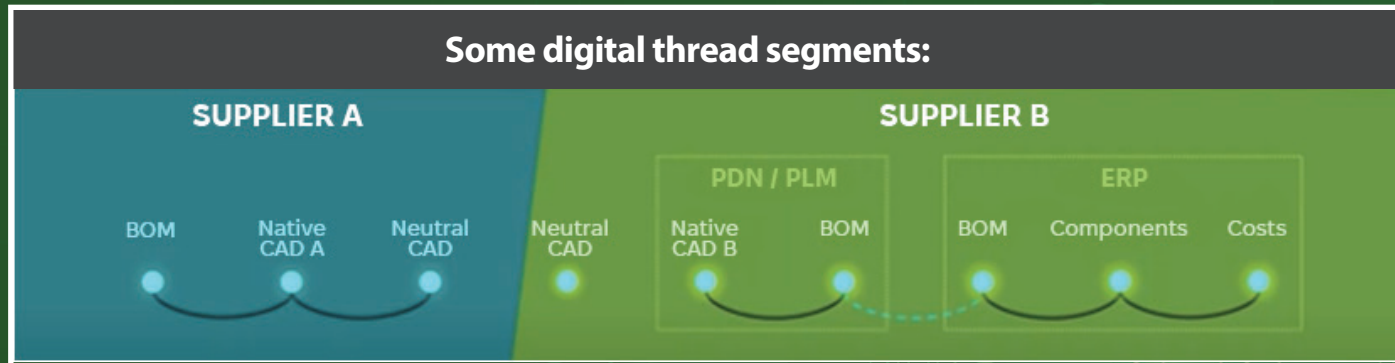 Some digital thread segments:
SUPPLIER A
SUPPLIER B
PDN / PLM
ERP
BOM
Native
CAD A
Neutral
CAD
Neutral
CAD
Native
CAD B
BOM
BOM
Components
Costs